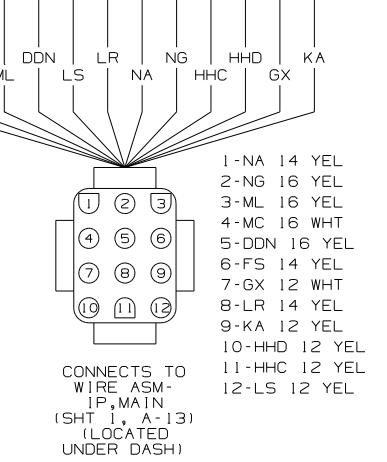 DDN LR NG HHD KA
ML LS NA HHC GX
1 2 3
4 5 6
7 8 9
10 11 12
1-NA 14 YEL
2-NG 16 YEL
3-ML 16 YEL
4-MC 16 WHT
5-DDN 16 YEL
6-FS 14 YEL
7-GX 12 WHT
8-LR 14 YEL
9-KA 12 YEL
10-HHD 12 YEL
11-HHC 12 YEL
12-LS 12 YEL
CONNECTS TO
WIRE ASM-
IP,MAIN
(SHT 1, A-13)
(LOCATED
UNDER DASH)